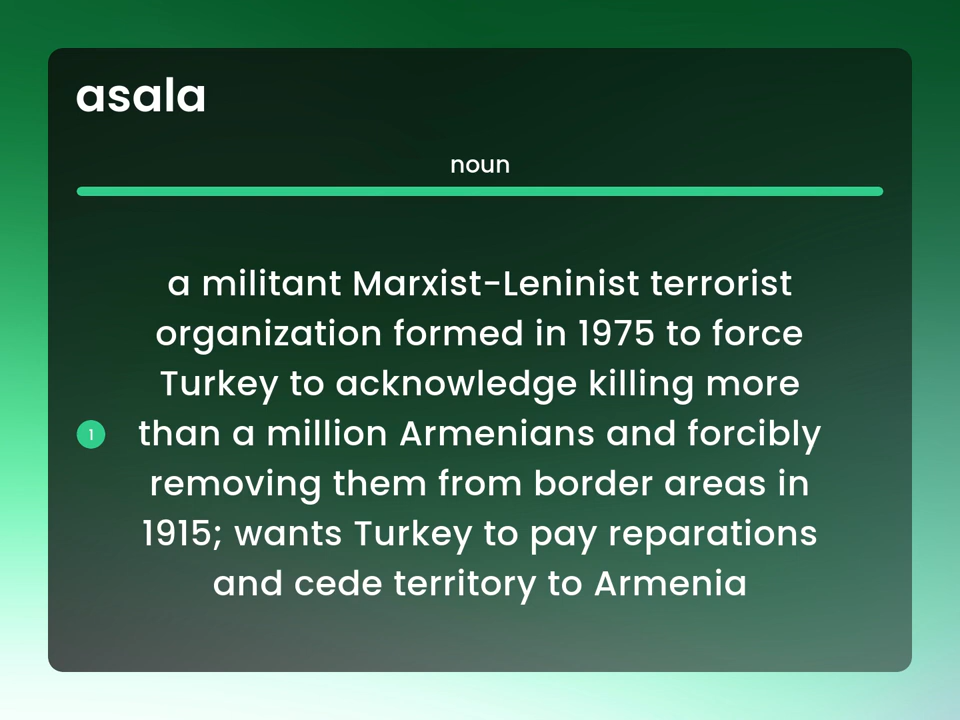 asala
noun
a militant Marxist-Leninist terrorist
organization formed in 1975 to force
Turkey to acknowledge killing more
1 than a million Armenians and forcibly
removing them from border areas in
1915; wants Turkey to pay reparations
and cede territory to Armenia